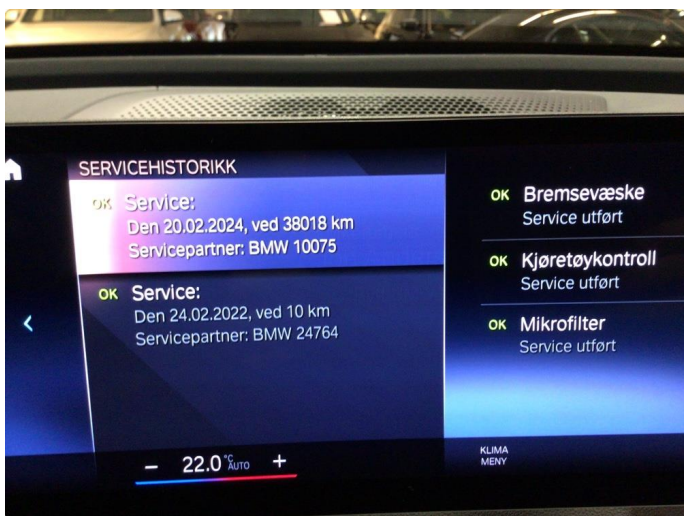 SERVICEHISTORIKK
OK Service:
Den 20.02.2024, ved 38018 km
Servicepartner: BMW 10075
OK Service:
Den 24.02.2022, ved 10 km
Servicepartner: BMW 24764
OK Bremsevæske
Service utført
OK Kjøretøykontroll
Service utført
OK Mikrofilter
Service utført
- 22.0 °C AUTO +
KLIMA
MENY